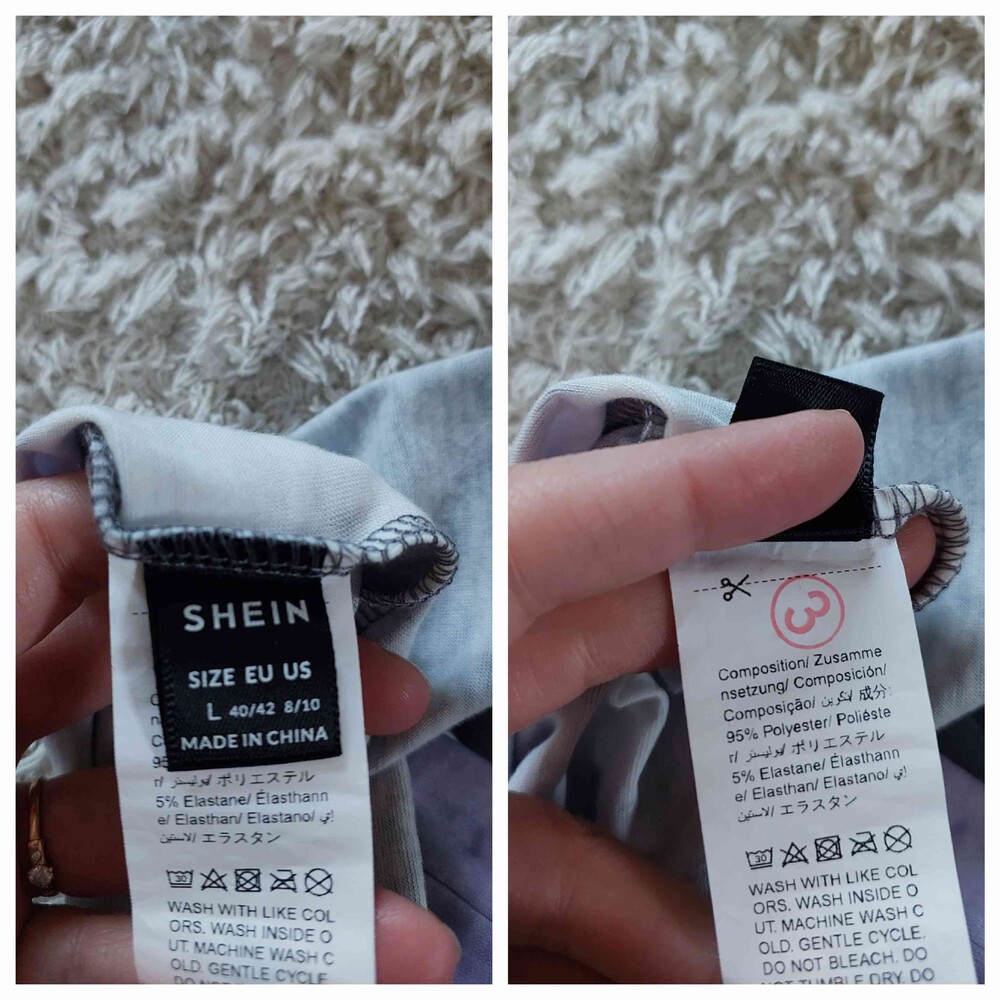 SHEIN
SIZE EU US
L 40/42 8/10
MADE IN CHINA
ポリエステル
5% Elastane/ Élasthann
e/ Elasthan/ Elastano/
エラスタン
30
WASH WITH LIKE COL
ORS. WASH INSIDE O
UT. MACHINE WASH C
OLD. GENTLE CYCLE
3
Composition/ Zusamme
nsetzung/ Composición/
Composição/ تكوين/ 成分:
95% Polyester/ Polieste
r/ بوليستر/ ポリエステル
5% Elastane/ Élasthann
e/ Elasthan/ Elastano/
エラスタン
30
WASH WITH LIKE COL
ORS. WASH INSIDE O
UT. MACHINE WASH C
OLD. GENTLE CYCLE.
DO NOT BLEACH. DO
NOT TUMBLE DRY. DO